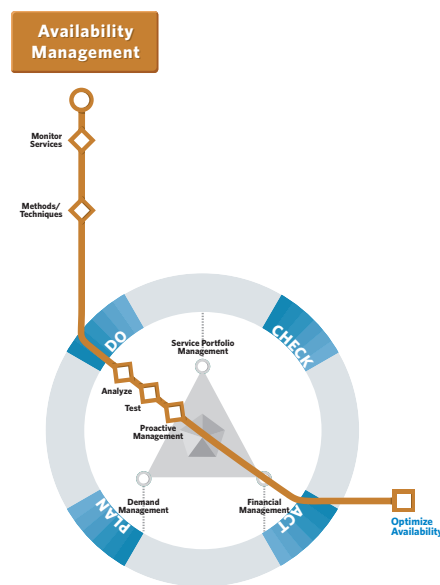 Availability
Management
Monitor
Services
Methods/
Techniques
DO
CHECK
Service Portfolio
Management
Analyze
Test
Proactive
Management
Demand
Management
Financial
Management
PLAN
ACT
Optimize
Availability